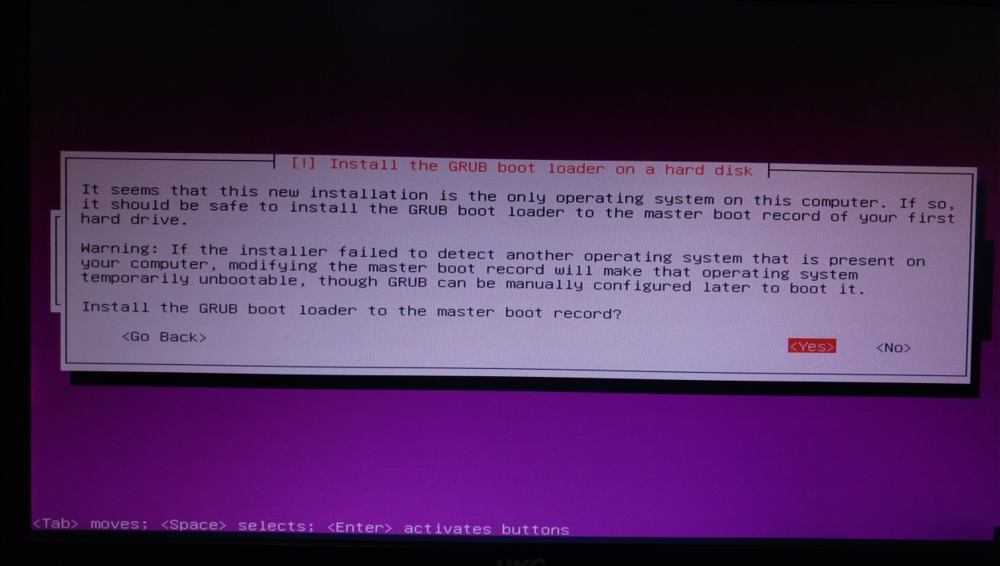 [!] Install the GRUB boot loader on a hard disk
It seems that this new installation is the only operating system on this computer. If so,
it should be safe to install the GRUB boot loader to the master boot record of your first
hard drive.
Warning: If the installer failed to detect another operating system that is present on
your computer, modifying the master boot record will make that operating system
temporarily unbootable, though GRUB can be manually configured later to boot it.
Install the GRUB boot loader to the master boot record?
<Go Back> <Yes> <No>
<Tab> moves; <Space> selects; <Enter> activates buttons